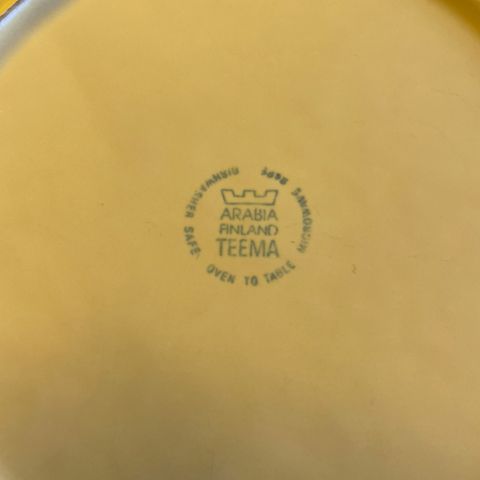 ARABIA
FINLAND
TEEMA
DISHWASHER SAFE
OVEN TO TABLE
MICROWAVE SAFE